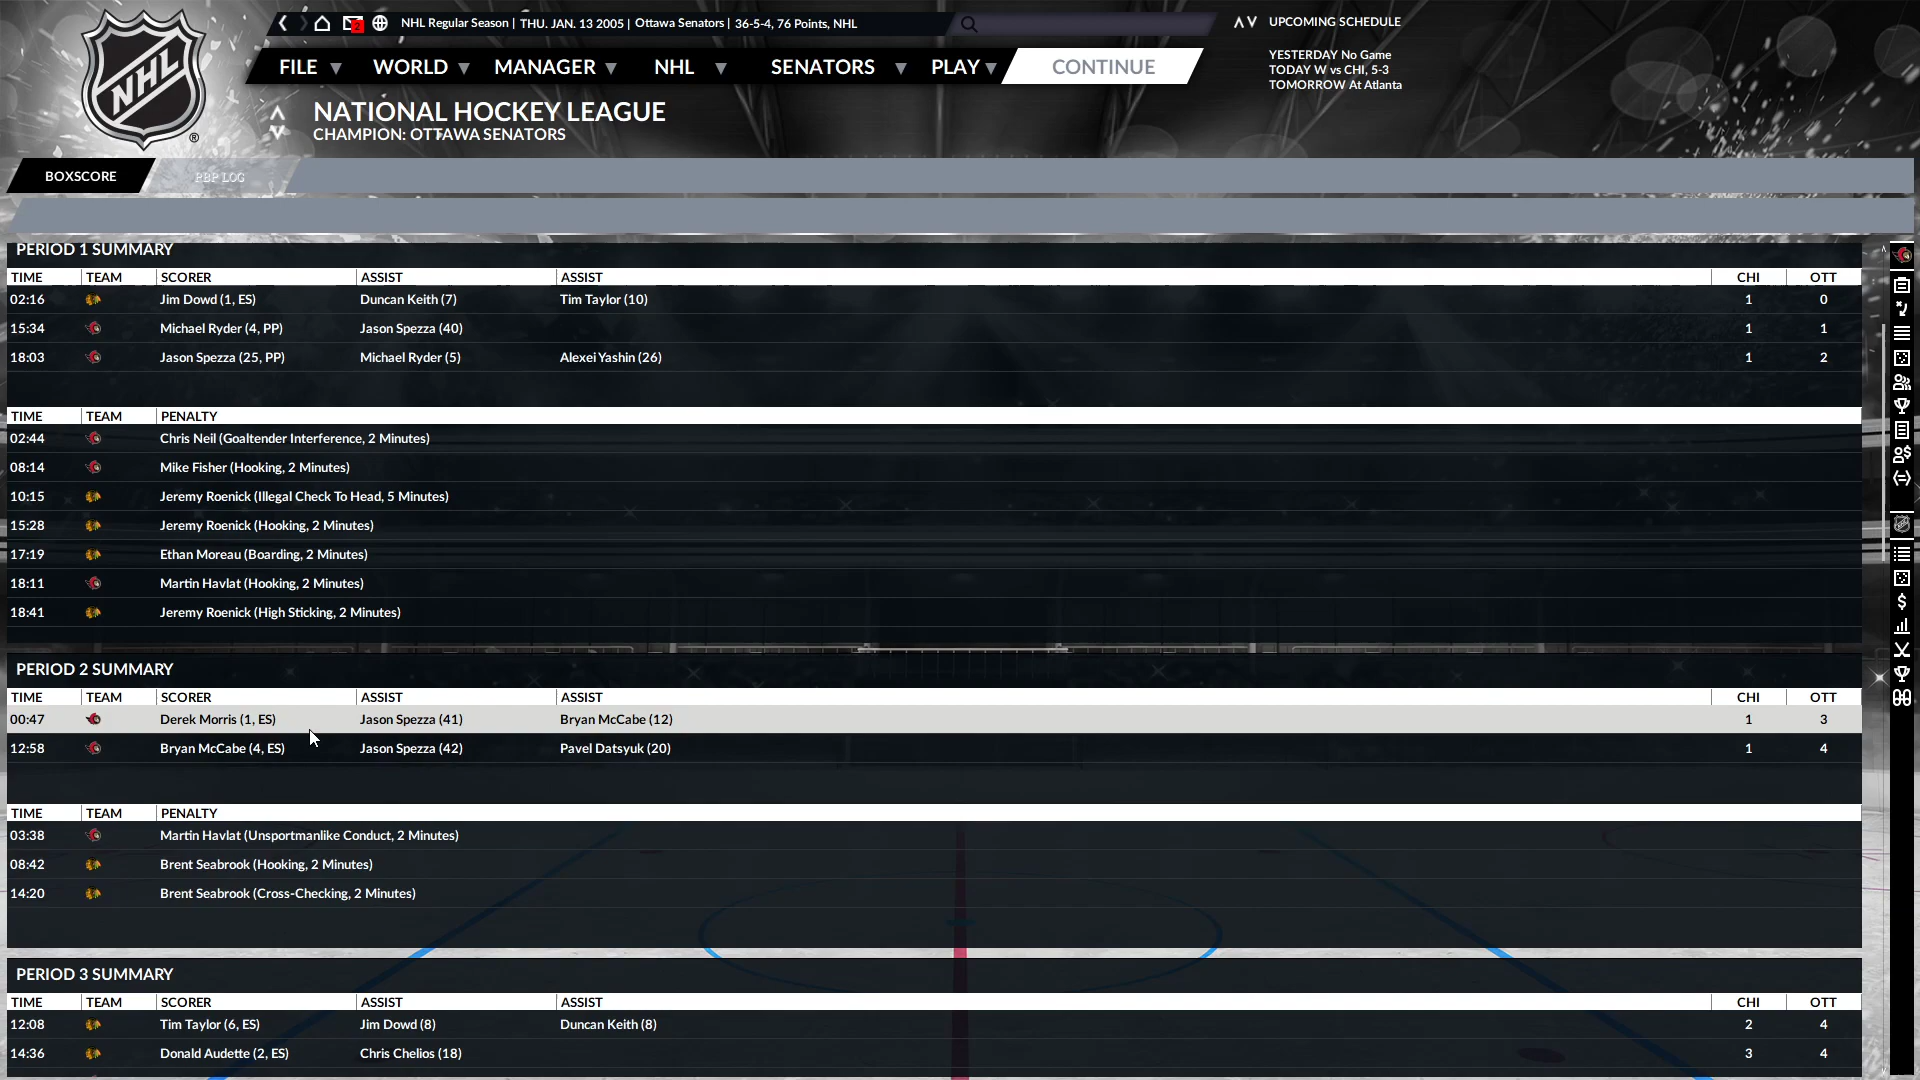 NHL
2
NHL Regular Season | THU. JAN. 13 2005 | Ottawa Senators | 36-5-4, 76 Points, NHL
UPCOMING SCHEDULE
YESTERDAY No Game
TODAY W vs CHI, 5-3
TOMORROW At Atlanta
FILE WORLD MANAGER NHL SENATORS PLAY CONTINUE
NATIONAL HOCKEY LEAGUE
CHAMPION: OTTAWA SENATORS
BOXSCORE PBP LOG
PERIOD 1 SUMMARY
TIME TEAM SCORER ASSIST ASSIST CHI OTT
02:16 Jim Dowd (1, ES) Duncan Keith (7) Tim Taylor (10) 1 0
15:34 Michael Ryder (4, PP) Jason Spezza (40) 1 1
18:03 Jason Spezza (25, PP) Michael Ryder (5) Alexei Yashin (26) 1 2
TIME TEAM PENALTY
02:44 Chris Neil (Goaltender Interference, 2 Minutes)
08:14 Mike Fisher (Hooking, 2 Minutes)
10:15 Jeremy Roenick (Illegal Check To Head, 5 Minutes)
15:28 Jeremy Roenick (Hooking, 2 Minutes)
17:19 Ethan Moreau (Boarding, 2 Minutes)
18:11 Martin Havlat (Hooking, 2 Minutes)
18:41 Jeremy Roenick (High Sticking, 2 Minutes)
PERIOD 2 SUMMARY
TIME TEAM SCORER ASSIST ASSIST CHI OTT
00:47 Derek Morris (1, ES) Jason Spezza (41) Bryan McCabe (12) 1 3
12:58 Bryan McCabe (4, ES) Jason Spezza (42) Pavel Datsyuk (20) 1 4
TIME TEAM PENALTY
03:38 Martin Havlat (Unsportmanlike Conduct, 2 Minutes)
08:42 Brent Seabrook (Hooking, 2 Minutes)
14:20 Brent Seabrook (Cross-Checking, 2 Minutes)
PERIOD 3 SUMMARY
TIME TEAM SCORER ASSIST ASSIST CHI OTT
12:08 Tim Taylor (6, ES) Jim Dowd (8) Duncan Keith (8) 2 4
14:36 Donald Audette (2, ES) Chris Chelios (18) 3 4